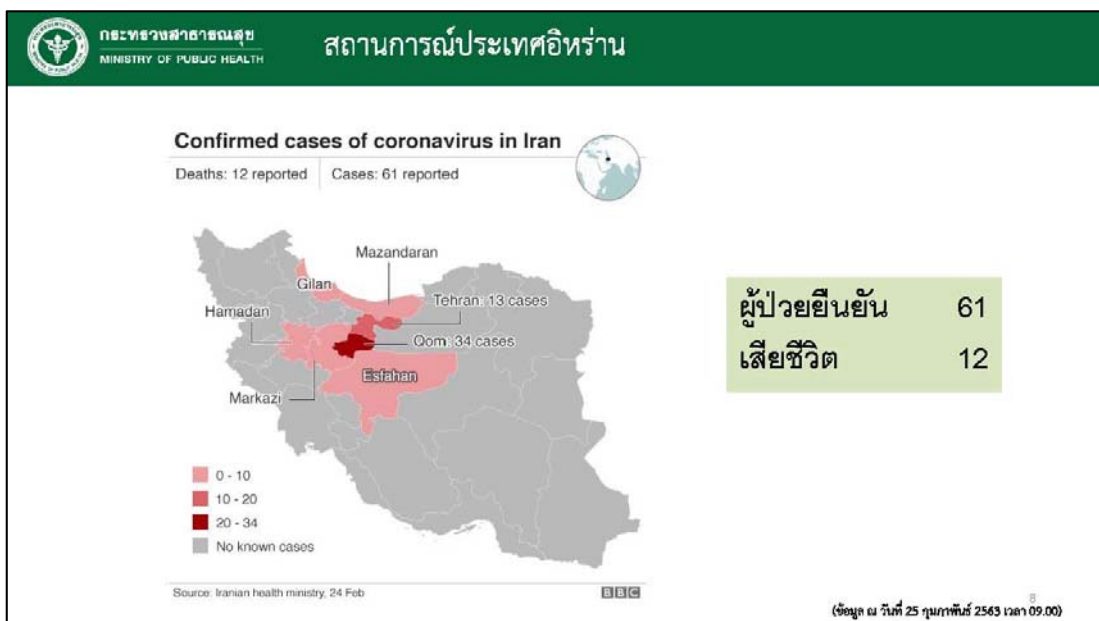 กระทรวงสาธารณสุข
MINISTRY OF PUBLIC HEALTH
สถานการณ์ประเทศอิหร่าน
Confirmed cases of coronavirus in Iran
Deaths: 12 reported
Cases: 61 reported
Mazandaran
Gilan
Tehran: 13 cases
Hamadan
Qom: 34 cases
Esfahan
Markazi
0 - 10
10 - 20
20 - 34
No known cases
Source: Iranian health ministry, 24 Feb
BBC
ผู้ป่วยยืนยัน 61
เสียชีวิต 12
8
(ข้อมูล ณ วันที่ 25 กุมภาพันธ์ 2563 เวลา 09.00)